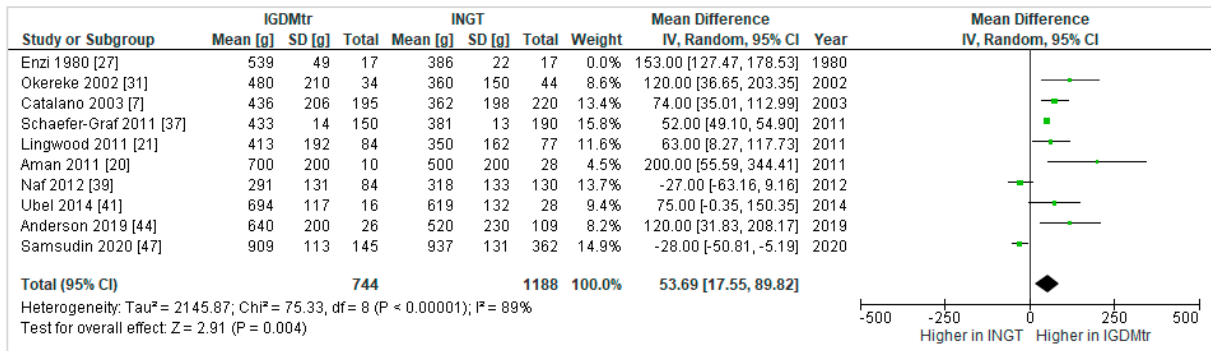 IGDMtr INGT Mean Difference Mean Difference
Study or Subgroup Mean [g] SD [g] Total Mean [g] SD [g] Total Weight IV, Random, 95% CI Year IV, Random, 95% CI
Enzi 1980 [27] 539 49 17 386 22 17 0.0% 153.00 [127.47, 178.53] 1980
Okereke 2002 [31] 480 210 34 360 150 44 8.6% 120.00 [36.65, 203.35] 2002
Catalano 2003 [7] 436 206 195 362 198 220 13.4% 74.00 [35.01, 112.99] 2003
Schaefer-Graf 2011 [37] 433 14 150 381 13 190 15.8% 52.00 [49.10, 54.90] 2011
Lingwood 2011 [21] 413 192 84 350 162 77 11.6% 63.00 [8.27, 117.73] 2011
Aman 2011 [20] 700 200 10 500 200 28 4.5% 200.00 [55.59, 344.41] 2011
Naf 2012 [39] 291 131 84 318 133 130 13.7% -27.00 [-63.16, 9.16] 2012
Ubel 2014 [41] 694 117 16 619 132 28 9.4% 75.00 [-0.35, 150.35] 2014
Anderson 2019 [44] 640 200 26 520 230 109 8.2% 120.00 [31.83, 208.17] 2019
Samsudin 2020 [47] 909 113 145 937 131 362 14.9% -28.00 [-50.81, -5.19] 2020
Total (95% CI) 744 1188 100.0% 53.69 [17.55, 89.82]
Heterogeneity: Tau² = 2145.87; Chi² = 75.33, df = 8 (P < 0.00001); I² = 89%
Test for overall effect: Z = 2.91 (P = 0.004)
-500 -250 0 250 500
Higher in INGT Higher in IGDMtr